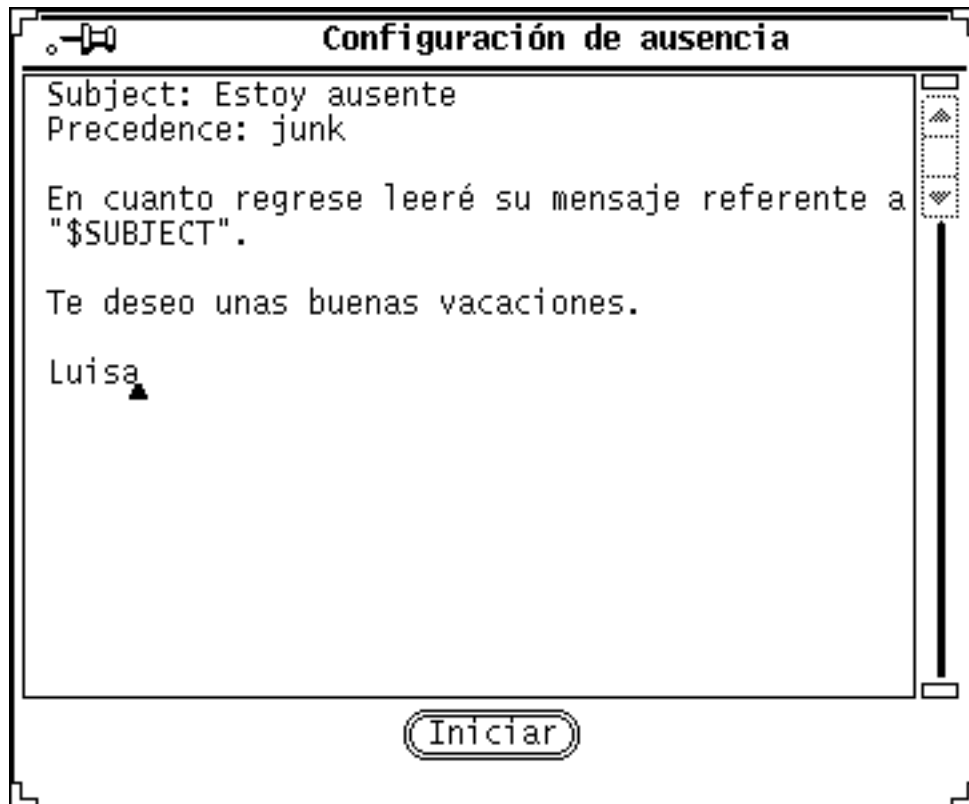 Configuración de ausencia
Subject: Estoy ausente
Precedence: junk
En cuanto regrese leeré su mensaje referente a
"$SUBJECT".
Te deseo unas buenas vacaciones.
Luisa
Iniciar